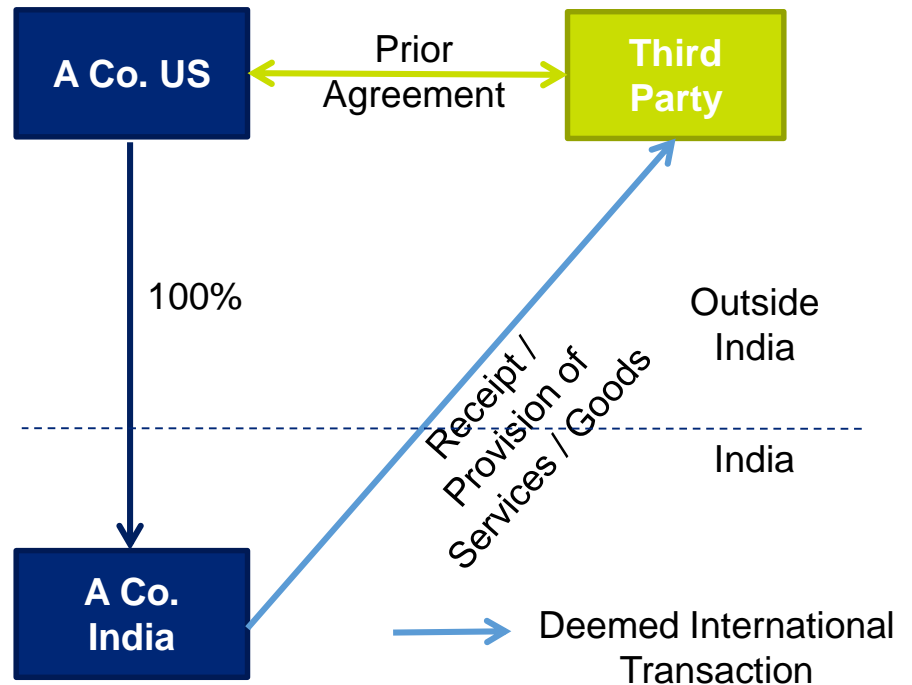 A Co. US
Prior
Agreement
Third
Party
100%
Outside
India
Receipt /
Provision of
Services / Goods
India
A Co.
India
Deemed International
Transaction